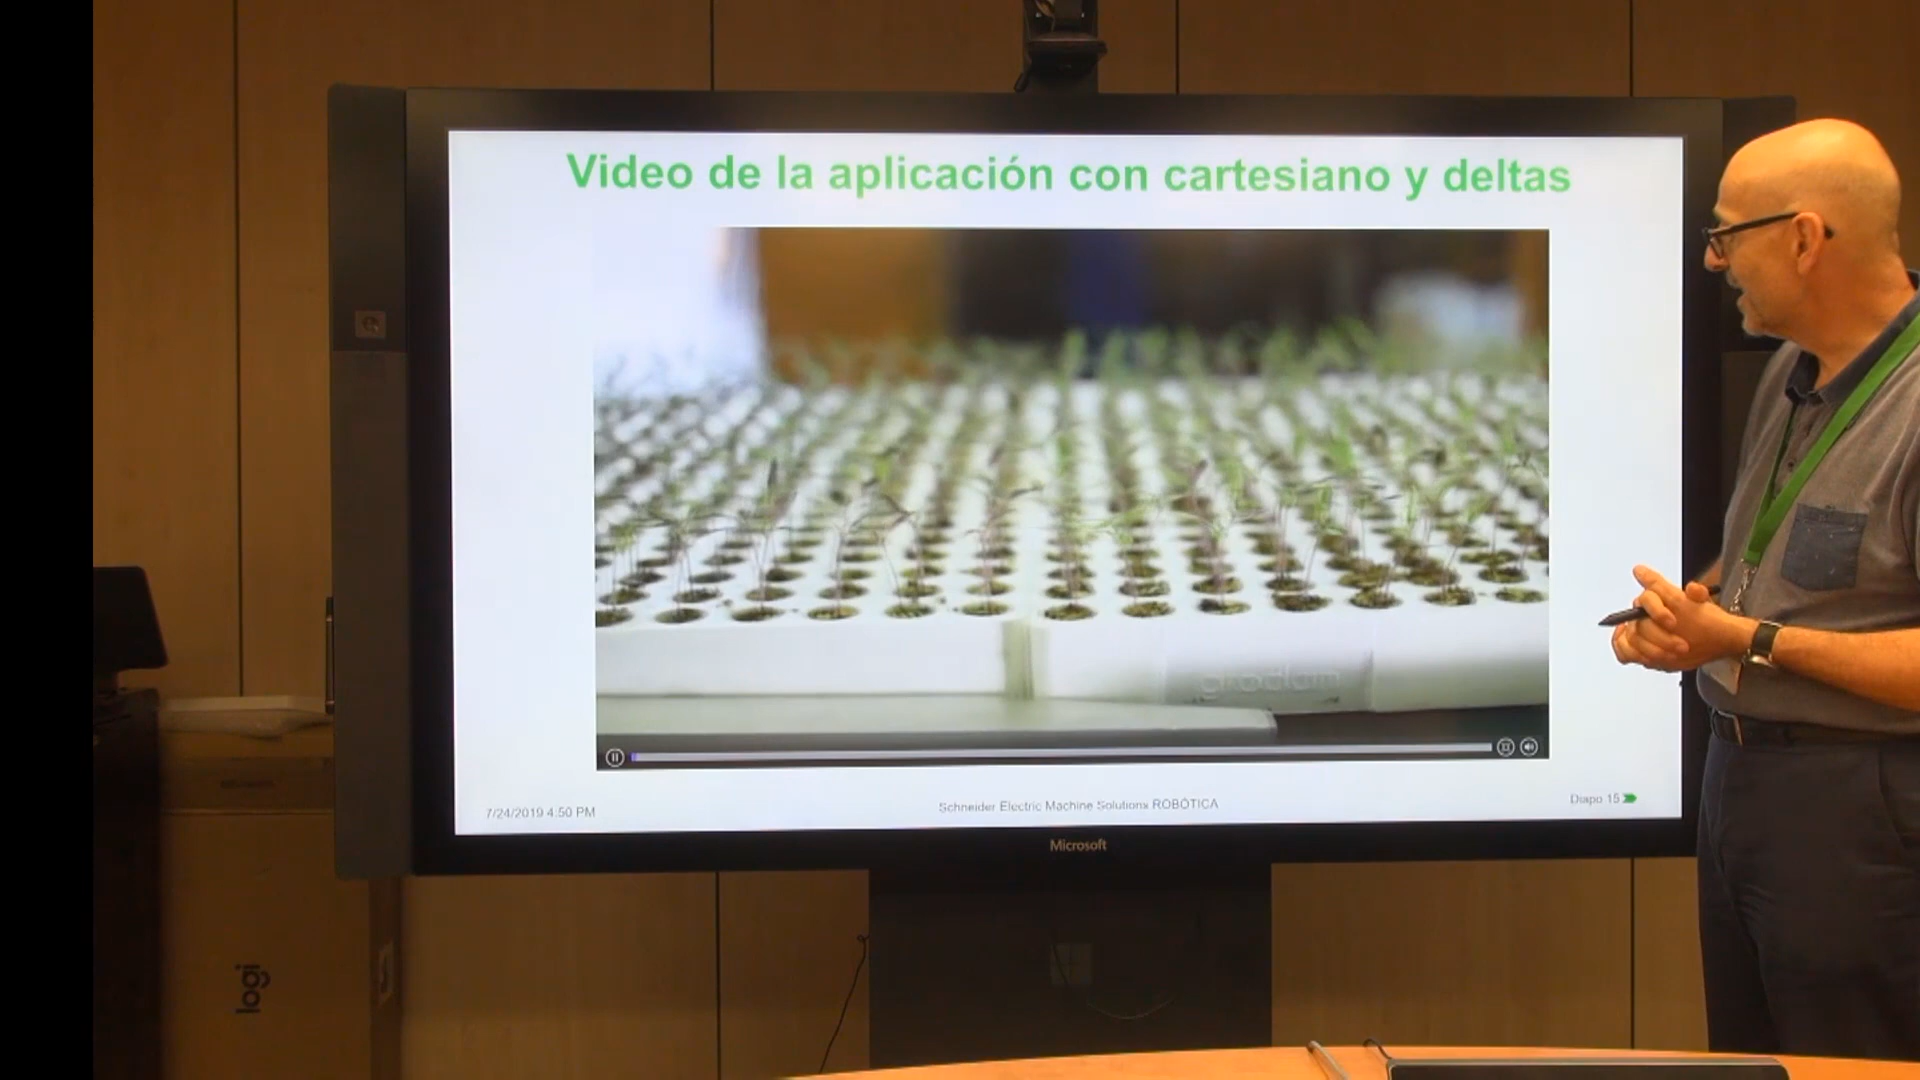 Video de la aplicación con cartesiano y deltas
grodan
7/24/2019 4:50 PM
Schneider Electric Machine Solutions ROBÓTICA
Diapo 15
Microsoft
logi